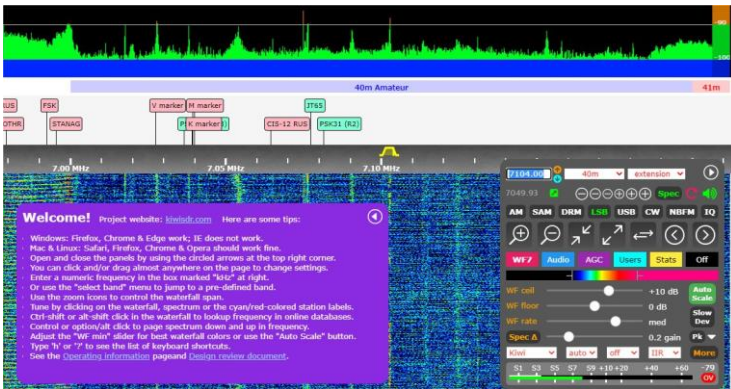 -90
-100
40m Amateur
41m
RUS
FSK
V marker
M marker
JT65
OTHR
STANAG
K marker
CIS-12 RUS
PSK31 (R2)
7.00 MHz
7.05 MHz
7.10 MHz
7104.00
40m
extension
7049.93
Spec
AM SAM DRM LSB USB CW NBFM IQ
WF7 Audio AGC Users Stats Off
WF ceil +10 dB Auto Scale
WF floor 0 dB
WF rate med Slow Dev
Spec Δ 0.2 gain Pk
Kiwi auto off IIR More
S1 S3 S5 S7 S9 +10 +20 +40 +60 -79
OV
Welcome! Project website: kiwisdr.com Here are some tips:
Windows: Firefox, Chrome & Edge work; IE does not work.
Mac & Linux: Safari, Firefox, Chrome & Opera should work fine.
Open and close the panels by using the circled arrows at the top right corner.
You can click and/or drag almost anywhere on the page to change settings.
Enter a numeric frequency in the box marked "kHz" at right.
Or use the "select band" menu to jump to a pre-defined band.
Use the zoom icons to control the waterfall span.
Tune by clicking on the waterfall, spectrum or the cyan/red-colored station labels.
Ctrl-shift or alt-shift click in the waterfall to lookup frequency in online databases.
Control or option/alt click to page spectrum down and up in frequency.
Adjust the "WF min" slider for best waterfall colors or use the "Auto Scale" button.
Type 'h' or '?' to see the list of keyboard shortcuts.
See the Operating information pageand Design review document.